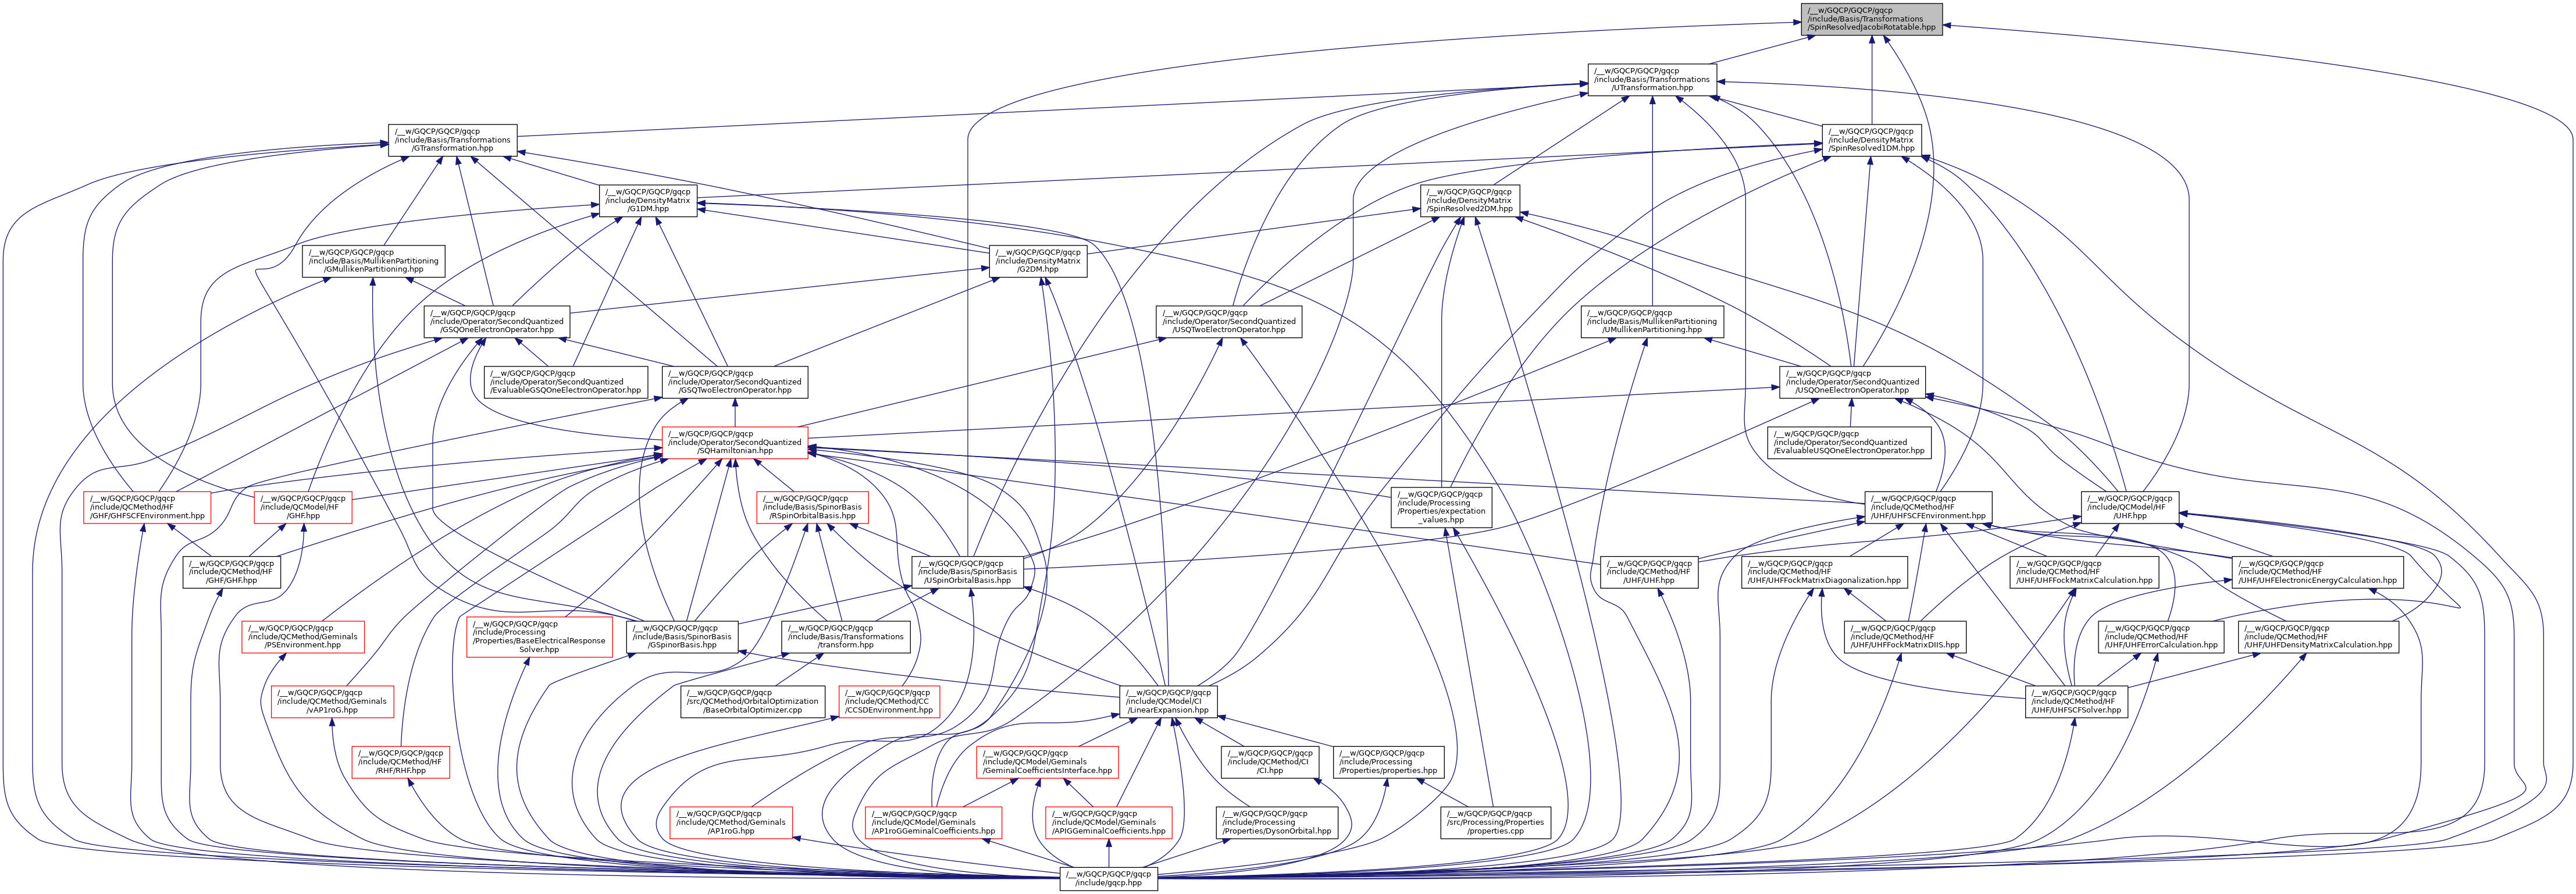 /__w/GQCP/GQCP/gqcp
/include/Basis/Transformations
/SpinResolvedJacobiRotatable.hpp
/__w/GQCP/GQCP/gqcp
/include/Basis/Transformations
/UTransformation.hpp
/__w/GQCP/GQCP/gqcp
/include/Basis/Transformations
/GTransformation.hpp
/__w/GQCP/GQCP/gqcp
/include/DensityMatrix
/SpinResolved1DM.hpp
/__w/GQCP/GQCP/gqcp
/include/DensityMatrix
/G1DM.hpp
/__w/GQCP/GQCP/gqcp
/include/DensityMatrix
/SpinResolved2DM.hpp
/__w/GQCP/GQCP/gqcp
/include/Basis/MullikenPartitioning
/GMullikenPartitioning.hpp
/__w/GQCP/GQCP/gqcp
/include/DensityMatrix
/G2DM.hpp
/__w/GQCP/GQCP/gqcp
/include/Operator/SecondQuantized
/GSQOneElectronOperator.hpp
/__w/GQCP/GQCP/gqcp
/include/Operator/SecondQuantized
/USQTwoElectronOperator.hpp
/__w/GQCP/GQCP/gqcp
/include/Basis/MullikenPartitioning
/UMullikenPartitioning.hpp
/__w/GQCP/GQCP/gqcp
/include/Operator/SecondQuantized
/EvaluableGSQOneElectronOperator.hpp
/__w/GQCP/GQCP/gqcp
/include/Operator/SecondQuantized
/GSQTwoElectronOperator.hpp
/__w/GQCP/GQCP/gqcp
/include/Operator/SecondQuantized
/USQOneElectronOperator.hpp
/__w/GQCP/GQCP/gqcp
/include/Operator/SecondQuantized
/SQHamiltonian.hpp
/__w/GQCP/GQCP/gqcp
/include/Operator/SecondQuantized
/EvaluableUSQOneElectronOperator.hpp
/__w/GQCP/GQCP/gqcp
/include/QCMethod/HF
/GHF/GHFSCFEnvironment.hpp
/__w/GQCP/GQCP/gqcp
/include/QCModel/HF
/GHF.hpp
/__w/GQCP/GQCP/gqcp
/include/Basis/SpinorBasis
/RSpinOrbitalBasis.hpp
/__w/GQCP/GQCP/gqcp
/include/Processing
/Properties/expectation
_values.hpp
/__w/GQCP/GQCP/gqcp
/include/QCMethod/HF
/UHF/UHFSCFEnvironment.hpp
/__w/GQCP/GQCP/gqcp
/include/QCModel/HF
/UHF.hpp
/__w/GQCP/GQCP/gqcp
/include/QCMethod/HF
/GHF/GHF.hpp
/__w/GQCP/GQCP/gqcp
/include/Basis/SpinorBasis
/USpinOrbitalBasis.hpp
/__w/GQCP/GQCP/gqcp
/include/QCMethod/HF
/UHF/UHF.hpp
/__w/GQCP/GQCP/gqcp
/include/QCMethod/HF
/UHF/UHFFockMatrixDiagonalization.hpp
/__w/GQCP/GQCP/gqcp
/include/QCMethod/HF
/UHF/UHFFockMatrixCalculation.hpp
/__w/GQCP/GQCP/gqcp
/include/QCMethod/HF
/UHF/UHFElectronicEnergyCalculation.hpp
/__w/GQCP/GQCP/gqcp
/include/QCMethod/Geminals
/PSEnvironment.hpp
/__w/GQCP/GQCP/gqcp
/include/Processing
/Properties/BaseElectricalResponse
Solver.hpp
/__w/GQCP/GQCP/gqcp
/include/Basis/SpinorBasis
/GSpinorBasis.hpp
/__w/GQCP/GQCP/gqcp
/include/Basis/Transformations
/transform.hpp
/__w/GQCP/GQCP/gqcp
/include/QCMethod/HF
/UHF/UHFFockMatrixDIIS.hpp
/__w/GQCP/GQCP/gqcp
/include/QCMethod/HF
/UHF/UHFErrorCalculation.hpp
/__w/GQCP/GQCP/gqcp
/include/QCMethod/HF
/UHF/UHFDensityMatrixCalculation.hpp
/__w/GQCP/GQCP/gqcp
/include/QCMethod/Geminals
/vAP1roG.hpp
/__w/GQCP/GQCP/gqcp
/src/QCMethod/OrbitalOptimization
/BaseOrbitalOptimizer.cpp
/__w/GQCP/GQCP/gqcp
/include/QCMethod/CC
/CCSDEnvironment.hpp
/__w/GQCP/GQCP/gqcp
/include/QCModel/CI
/LinearExpansion.hpp
/__w/GQCP/GQCP/gqcp
/include/QCMethod/HF
/UHF/UHFSCFSolver.hpp
/__w/GQCP/GQCP/gqcp
/include/QCMethod/HF
/RHF/RHF.hpp
/__w/GQCP/GQCP/gqcp
/include/QCModel/Geminals
/GeminalCoefficientsInterface.hpp
/__w/GQCP/GQCP/gqcp
/include/QCMethod/CI
/CI.hpp
/__w/GQCP/GQCP/gqcp
/include/Processing
/Properties/properties.hpp
/__w/GQCP/GQCP/gqcp
/include/QCMethod/Geminals
/AP1roG.hpp
/__w/GQCP/GQCP/gqcp
/include/QCModel/Geminals
/AP1roGGeminalCoefficients.hpp
/__w/GQCP/GQCP/gqcp
/include/QCModel/Geminals
/APIGGeminalCoefficients.hpp
/__w/GQCP/GQCP/gqcp
/include/Processing
/Properties/DysonOrbital.hpp
/__w/GQCP/GQCP/gqcp
/src/Processing/Properties
/properties.cpp
/__w/GQCP/GQCP/gqcp
/include/gqcp.hpp